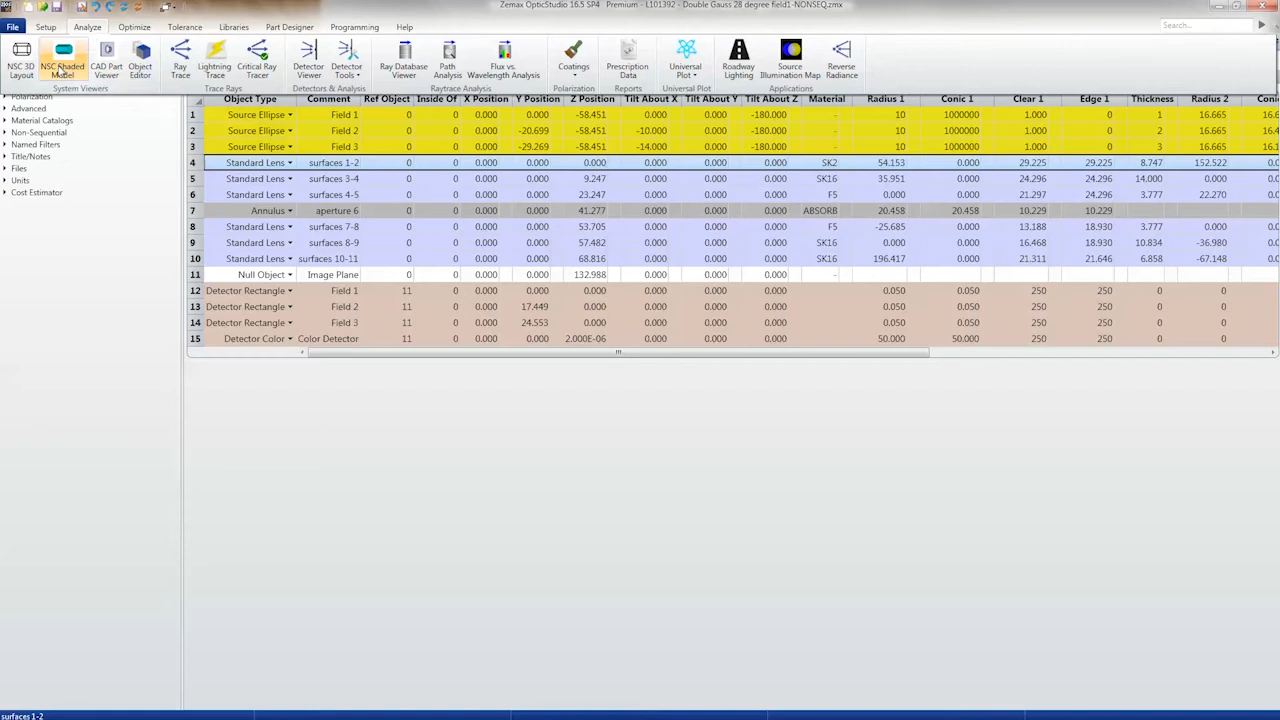 Zemax OpticStudio 16.5 SP4   Premium - L101392 - Double Gauss 28 degree field1-NONSEQ.zmx
File Setup Analyze Optimize Tolerance Libraries Part Designer Programming Help Search...
NSC 3D Layout NSC Shaded Model CAD Part Viewer Object Editor Ray Trace Lightning Trace Critical Ray Tracer Detector Viewer Detector Tools Ray Database Viewer Path Analysis Flux vs. Wavelength Analysis Coatings Prescription Data Universal Plot Roadway Lighting Source Illumination Map Reverse Radiance
System Viewers Trace Rays Detectors & Analysis Raytrace Analysis Polarization Reports Universal Plot Applications
Polarization
Advanced
Material Catalogs
Non-Sequential
Named Filters
Title/Notes
Files
Units
Cost Estimator
Object Type Comment Ref Object Inside Of X Position Y Position Z Position Tilt About X Tilt About Y Tilt About Z Material Radius 1 Conic 1 Clear 1 Edge 1 Thickness Radius 2
1 Source Ellipse Field 1 0 0 0.000 0.000 -58.451 0.000 0.000 -180.000 - 10 1000000 1.000 0 1 16.665
2 Source Ellipse Field 2 0 0 0.000 -20.699 -58.451 -10.000 0.000 -180.000 - 10 1000000 1.000 0 2 16.665
3 Source Ellipse Field 3 0 0 0.000 -29.269 -58.451 -14.000 0.000 -180.000 - 10 1000000 1.000 0 3 16.665
4 Standard Lens surfaces 1-2 0 0 0.000 0.000 0.000 0.000 0.000 0.000 SK2 54.153 0.000 29.225 29.225 8.747 152.522
5 Standard Lens surfaces 3-4 0 0 0.000 0.000 9.247 0.000 0.000 0.000 SK16 35.951 0.000 24.296 24.296 14.000 0.000
6 Standard Lens surfaces 4-5 0 0 0.000 0.000 23.247 0.000 0.000 0.000 F5 0.000 0.000 21.297 24.296 3.777 22.270
7 Annulus aperture 6 0 0 0.000 0.000 41.277 0.000 0.000 0.000 ABSORB 20.458 20.458 10.229 10.229
8 Standard Lens surfaces 7-8 0 0 0.000 0.000 53.705 0.000 0.000 0.000 F5 -25.685 0.000 13.188 18.930 3.777 0.000
9 Standard Lens surfaces 8-9 0 0 0.000 0.000 57.482 0.000 0.000 0.000 SK16 0.000 0.000 16.468 18.930 10.834 -36.980
10 Standard Lens surfaces 10-11 0 0 0.000 0.000 68.816 0.000 0.000 0.000 SK16 196.417 0.000 21.311 21.646 6.858 -67.148
11 Null Object Image Plane 0 0 0.000 0.000 132.988 0.000 0.000 0.000 -
12 Detector Rectangle Field 1 11 0 0.000 0.000 0.000 0.000 0.000 0.000 0.050 0.050 250 250 0 0
13 Detector Rectangle Field 2 11 0 0.000 17.449 0.000 0.000 0.000 0.000 0.050 0.050 250 250 0 0
14 Detector Rectangle Field 3 11 0 0.000 24.553 0.000 0.000 0.000 0.000 0.050 0.050 250 250 0 0
15 Detector Color Color Detector 11 0 0.000 0.000 2.000E-06 0.000 0.000 0.000 50.000 50.000 250 250 0 0
surfaces 1-2